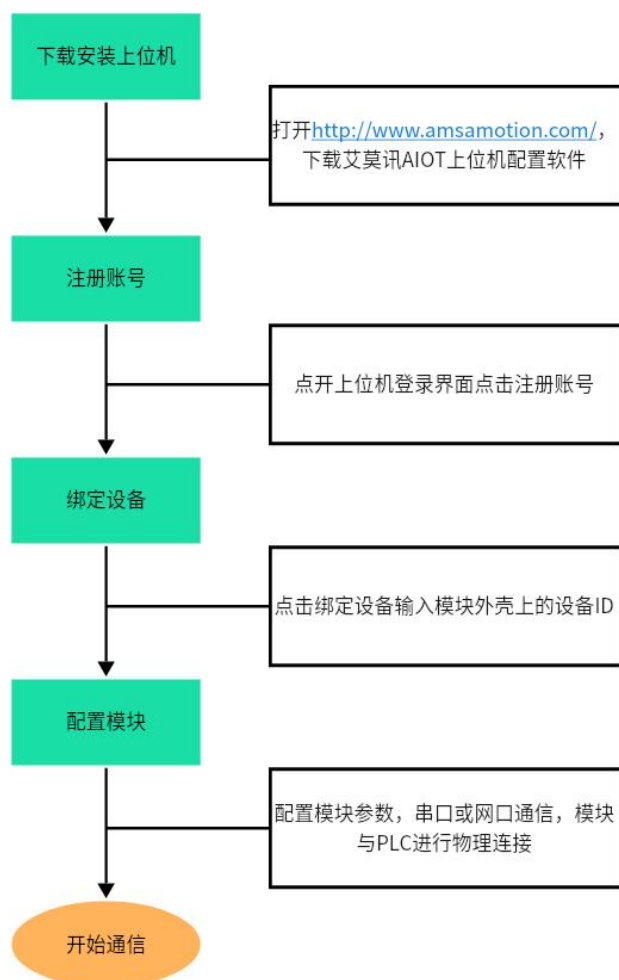 下载安装上位机
打开http://www.amsamotion.com/，
下载艾莫讯AIOT上位机配置软件
注册账号
点开上位机登录界面点击注册账号
绑定设备
点击绑定设备输入模块外壳上的设备ID
配置模块
配置模块参数，串口或网口通信，模块
与PLC进行物理连接
开始通信